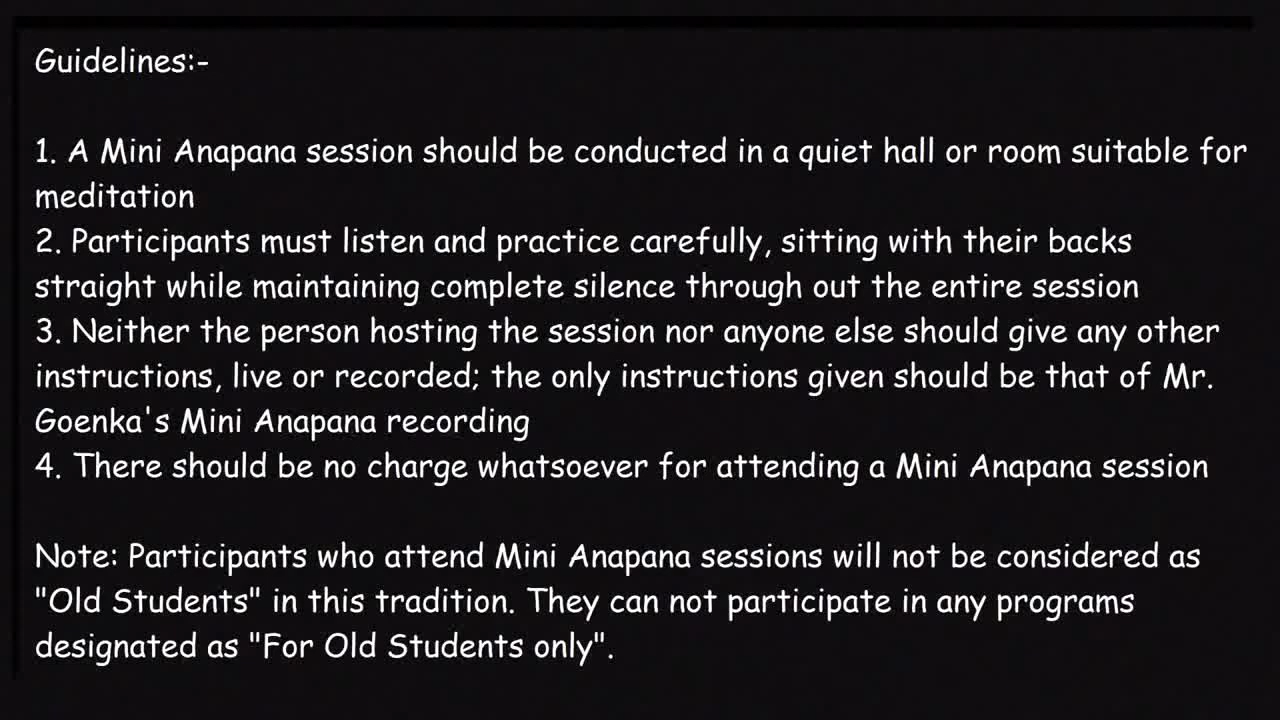 Guidelines:-
1. A Mini Anapana session should be conducted in a quiet hall or room suitable for
meditation
2. Participants must listen and practice carefully, sitting with their backs
straight while maintaining complete silence through out the entire session
3. Neither the person hosting the session nor anyone else should give any other
instructions, live or recorded; the only instructions given should be that of Mr.
Goenka's Mini Anapana recording
4. There should be no charge whatsoever for attending a Mini Anapana session
Note: Participants who attend Mini Anapana sessions will not be considered as
"Old Students" in this tradition. They can not participate in any programs
designated as "For Old Students only".